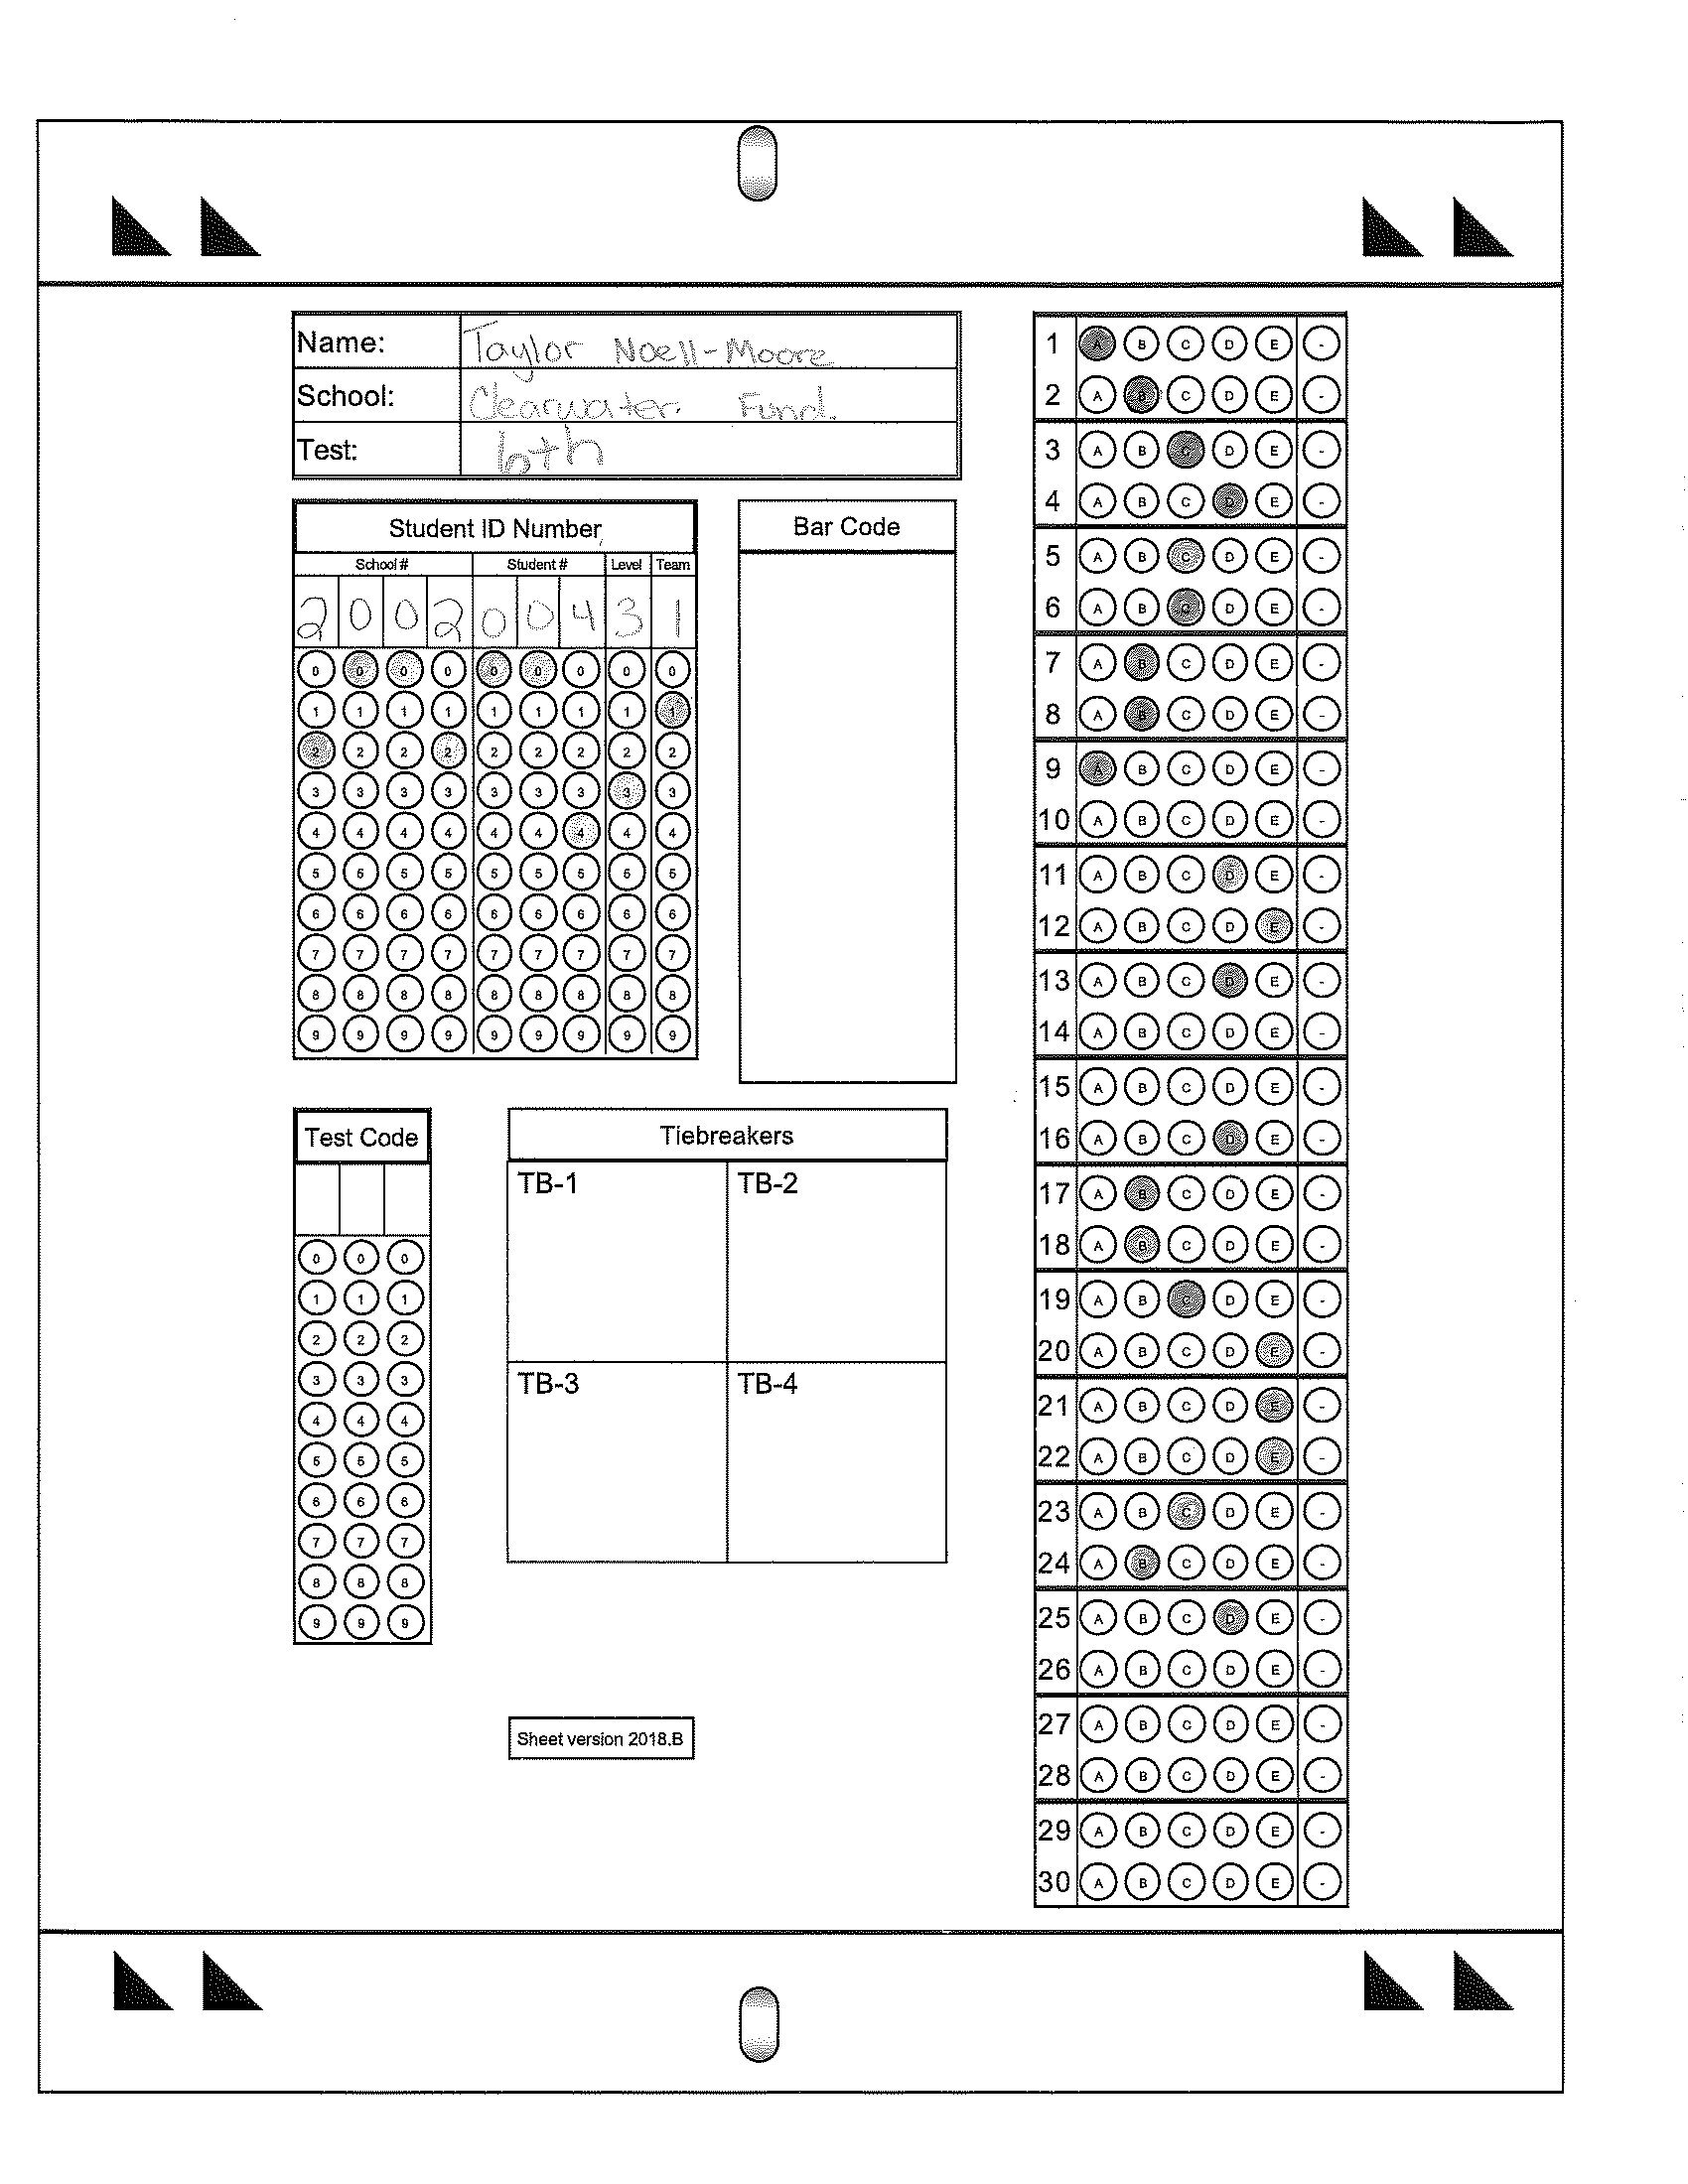 Name: Taylor Noell-Moore
School: Clearwater Fund.
Test: 6th
Student ID Number
School # Student # Level Team
2 0 0 2 0 0 4 3 1
0 0 0 0 0 0 0 0 0
1 1 1 1 1 1 1 1 1
2 2 2 2 2 2 2 2 2
3 3 3 3 3 3 3 3 3
4 4 4 4 4 4 4 4 4
5 5 5 5 5 5 5 5 5
6 6 6 6 6 6 6 6 6
7 7 7 7 7 7 7 7 7
8 8 8 8 8 8 8 8 8
9 9 9 9 9 9 9 9 9
Bar Code
Test Code
0 0 0
1 1 1
2 2 2
3 3 3
4 4 4
5 5 5
6 6 6
7 7 7
8 8 8
9 9 9
Tiebreakers
TB-1 TB-2
TB-3 TB-4
Sheet version 2018.B
1 A B C D E -
2 A B C D E -
3 A B C D E -
4 A B C D E -
5 A B C D E -
6 A B C D E -
7 A B C D E -
8 A B C D E -
9 A B C D E -
10 A B C D E -
11 A B C D E -
12 A B C D E -
13 A B C D E -
14 A B C D E -
15 A B C D E -
16 A B C D E -
17 A B C D E -
18 A B C D E -
19 A B C D E -
20 A B C D E -
21 A B C D E -
22 A B C D E -
23 A B C D E -
24 A B C D E -
25 A B C D E -
26 A B C D E -
27 A B C D E -
28 A B C D E -
29 A B C D E -
30 A B C D E -